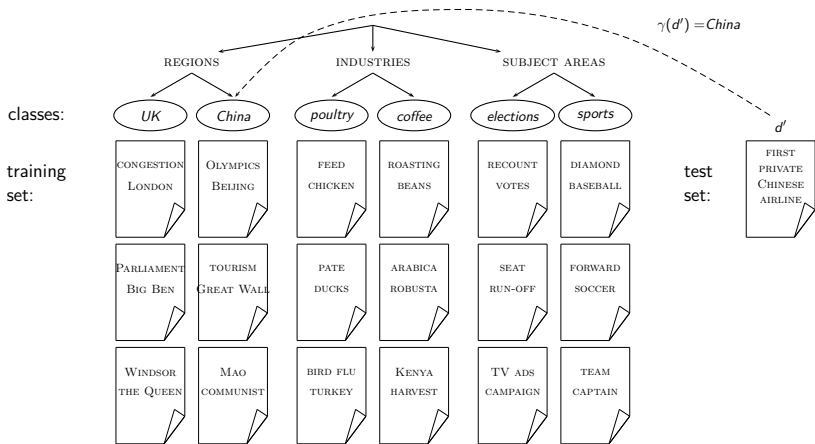 γ(d′) =China
REGIONS
INDUSTRIES
SUBJECT AREAS
classes:
UK
China
poultry
coffee
elections
sports
d′
training
set:
CONGESTION
LONDON
OLYMPICS
BEIJING
FEED
CHICKEN
ROASTING
BEANS
RECOUNT
VOTES
DIAMOND
BASEBALL
test
set:
FIRST
PRIVATE
CHINESE
AIRLINE
PARLIAMENT
BIG BEN
TOURISM
GREAT WALL
PATE
DUCKS
ARABICA
ROBUSTA
SEAT
RUN-OFF
FORWARD
SOCCER
WINDSOR
THE QUEEN
MAO
COMMUNIST
BIRD FLU
TURKEY
KENYA
HARVEST
TV ADS
CAMPAIGN
TEAM
CAPTAIN